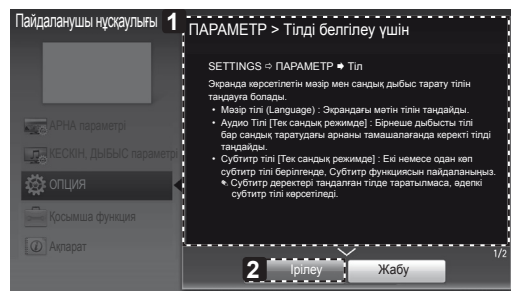 Пайдаланушы нұсқаулығы
1
ПАРАМЕТР > Тілді белгілеу үшін
SETTINGS ⇨ ПАРАМЕТР ➡ Тіл
Экранда көрсетілетін мәзір мен сандық дыбыс тарату тілін
таңдауға болады.
• Мәзір тілі (Language) : Экрандағы мәтін тілін таңдайды.
• Аудио Тілі [Тек сандық режимде] : Бірнеше дыбысты тілі
бар сандық таратудағы арнаны тамашалағанда керекті тілді
таңдайды.
• Субтитр тілі [Тек сандық режимде] : Екі немесе одан көп
субтитр тілі берілгенде, Субтитр функциясын пайдаланыңыз.
Субтитр деректері таңдалған тілде таратылмаса, әдепкі
субтитр тілі көрсетіледі.
АРНА параметрі
КЕСКІН, ДЫБЫС параметрі
ОПЦИЯ
Қосымша функция
Ақпарат
1/2
2
Ірілеу
Жабу